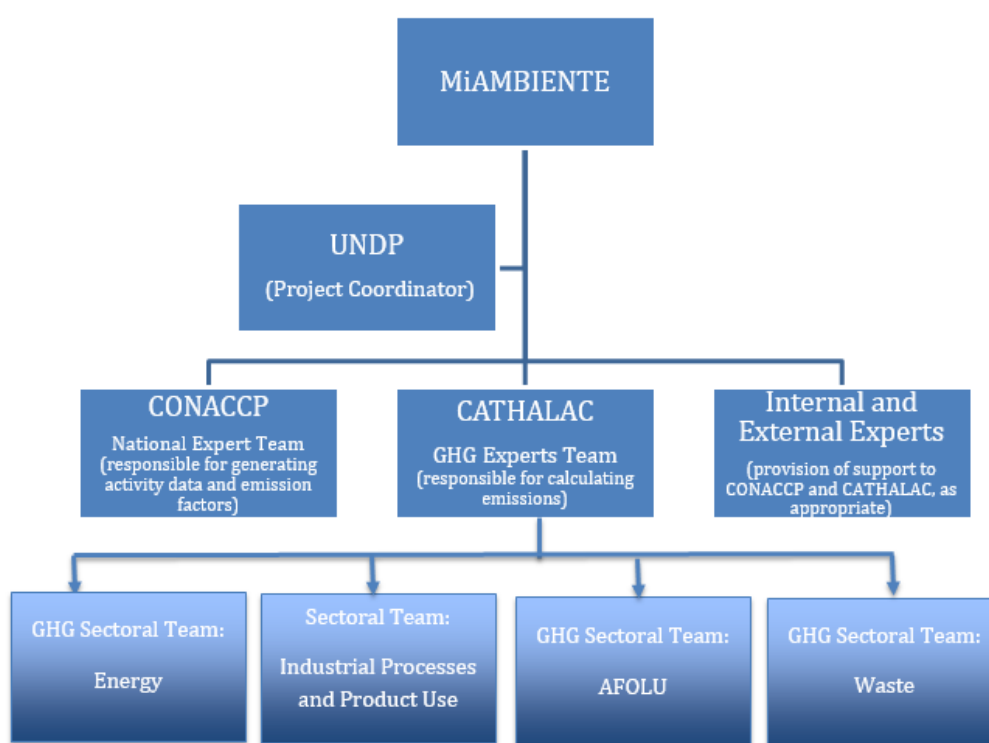 MiAMBIENTE
UNDP
(Project Coordinator)
CONACCP
National Expert Team
(responsible for generating
activity data and emission
factors)
CATHALAC
GHG Experts Team
(responsible for calculating
emissions)
Internal and
External Experts
(provision of support to
CONACCP and CATHALAC, as
appropriate)
GHG Sectoral Team:
Energy
Sectoral Team:
Industrial Processes
and Product Use
GHG Sectoral Team:
AFOLU
GHG Sectoral Team:
Waste